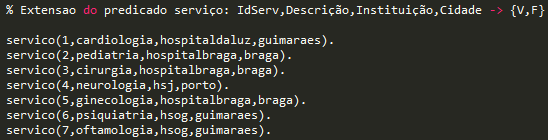 % Extensao do predicado serviço: IdServ,Descrição,Instituição,Cidade -> {V,F}
servico(1,cardiologia,hospitaldaluz,guimaraes).
servico(2,pediatria,hospitalbraga,braga).
servico(3,cirurgia,hospitalbraga,braga).
servico(4,neurologia,hsj,porto).
servico(5,ginecologia,hospitalbraga,braga).
servico(6,psiquiatria,hsog,guimaraes).
servico(7,oftamologia,hsog,guimaraes).